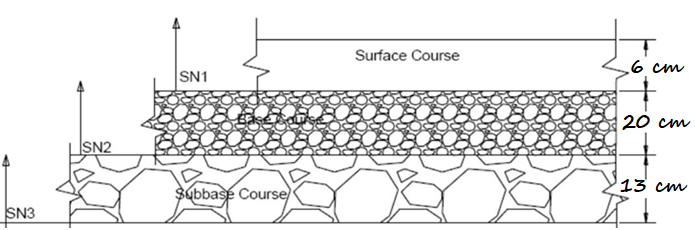 Surface Course
6 cm
SN1
Base Course
20 cm
SN2
Subbase Course
13 cm
SN3